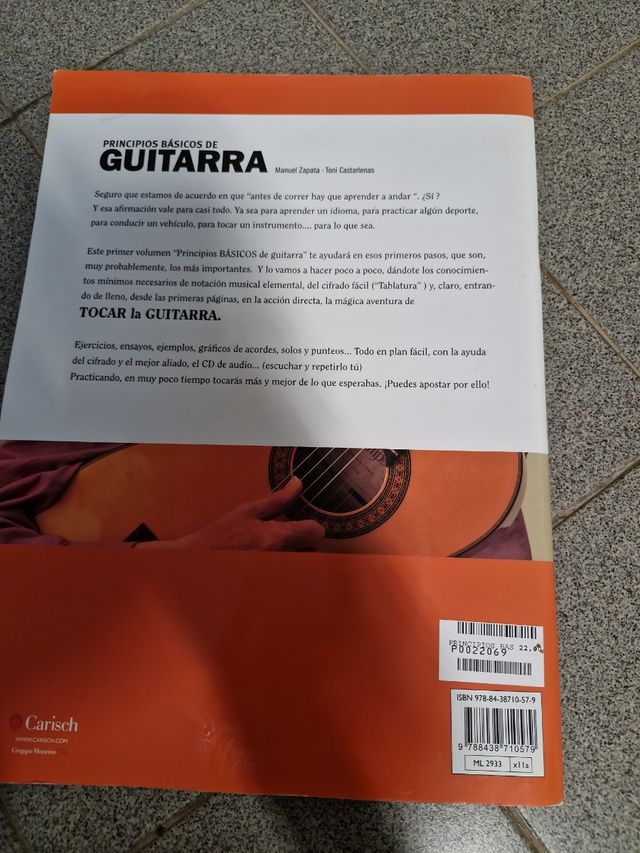 PRINCIPIOS BÁSICOS DE
GUITARRA Manuel Zapata - Toni Castarlenas
Seguro que estamos de acuerdo en que "antes de correr hay que aprender a andar ". ¿Sí ?
Y esa afirmación vale para casi todo. Ya sea para aprender un idioma, para practicar algún deporte,
para conducir un vehículo, para tocar un instrumento.... para lo que sea.
Este primer volumen "Principios BÁSICOS de guitarra" te ayudará en esos primeros pasos, que son,
muy probablemente, los más importantes. Y lo vamos a hacer poco a poco, dándote los conocimien-
tos mínimos necesarios de notación musical elemental, del cifrado fácil ("Tablatura" ) y, claro, entran-
do de lleno, desde las primeras páginas, en la acción directa, la mágica aventura de
TOCAR la GUITARRA.
Ejercicios, ensayos, ejemplos, gráficos de acordes, solos y punteos... Todo en plan fácil, con la ayuda
del cifrado y el mejor aliado, el CD de audio... (escuchar y repetirlo tú)
Practicando, en muy poco tiempo tocarás más y mejor de lo que esperabas. ¡Puedes apostar por ello!
PRINCIPIOS BAS 22,
P0022069
ISBN 978-84-38710-57-9
9 788438 710579
ML 2933 xIIa
Carisch
WWW.CARISCH.COM
Gruppo Monzino